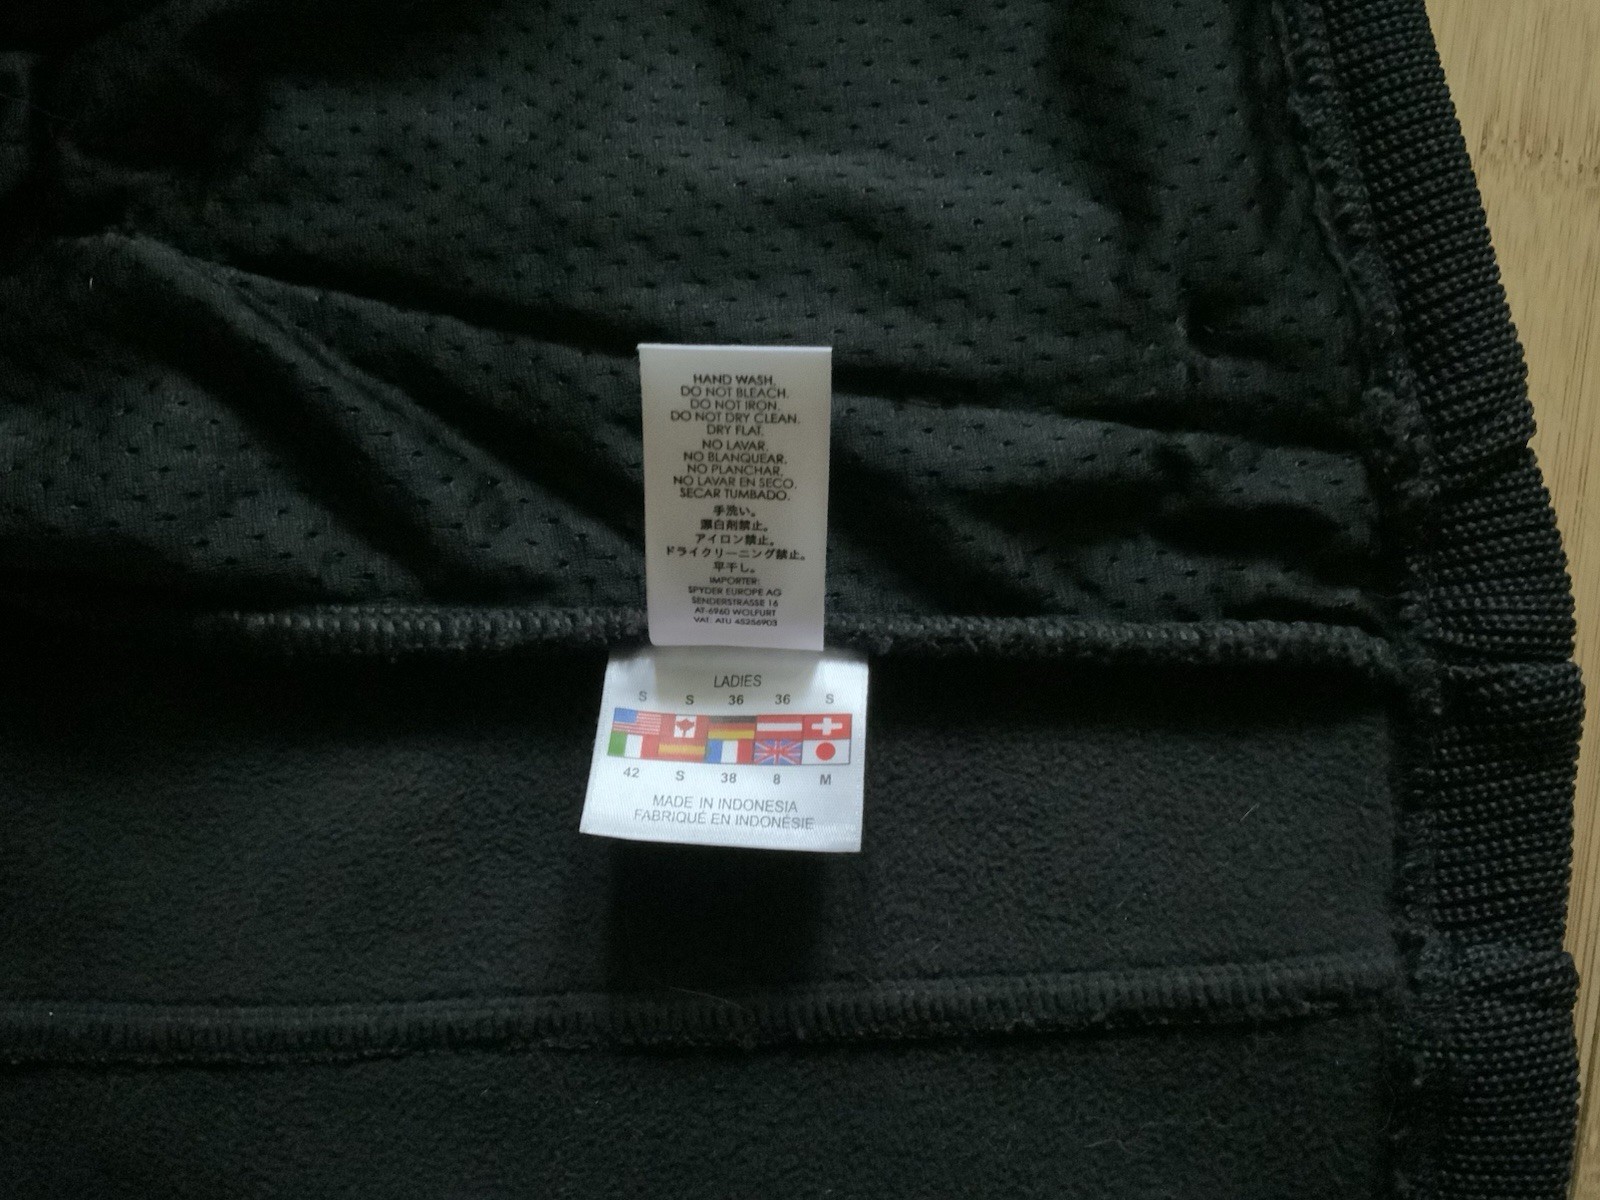 HAND WASH.
DO NOT BLEACH.
DO NOT IRON.
DO NOT DRY CLEAN.
DRY FLAT.
NO LAVAR.
NO BLANQUEAR.
NO PLANCHAR.
NO LAVAR EN SECO.
SECAR TUMBADO.
手洗い。
漂白剤禁止。
アイロン禁止。
ドライクリーニング禁止。
平干し。
IMPORTER:
SPYDER EUROPE AG
SENDERSTRASSE 16
AT-6960 WOLFURT
VAT: ATU 45256903
LADIES
S S 36 36 S
42 S 38 8 M
MADE IN INDONESIA
FABRIQUÉ EN INDONÉSIE